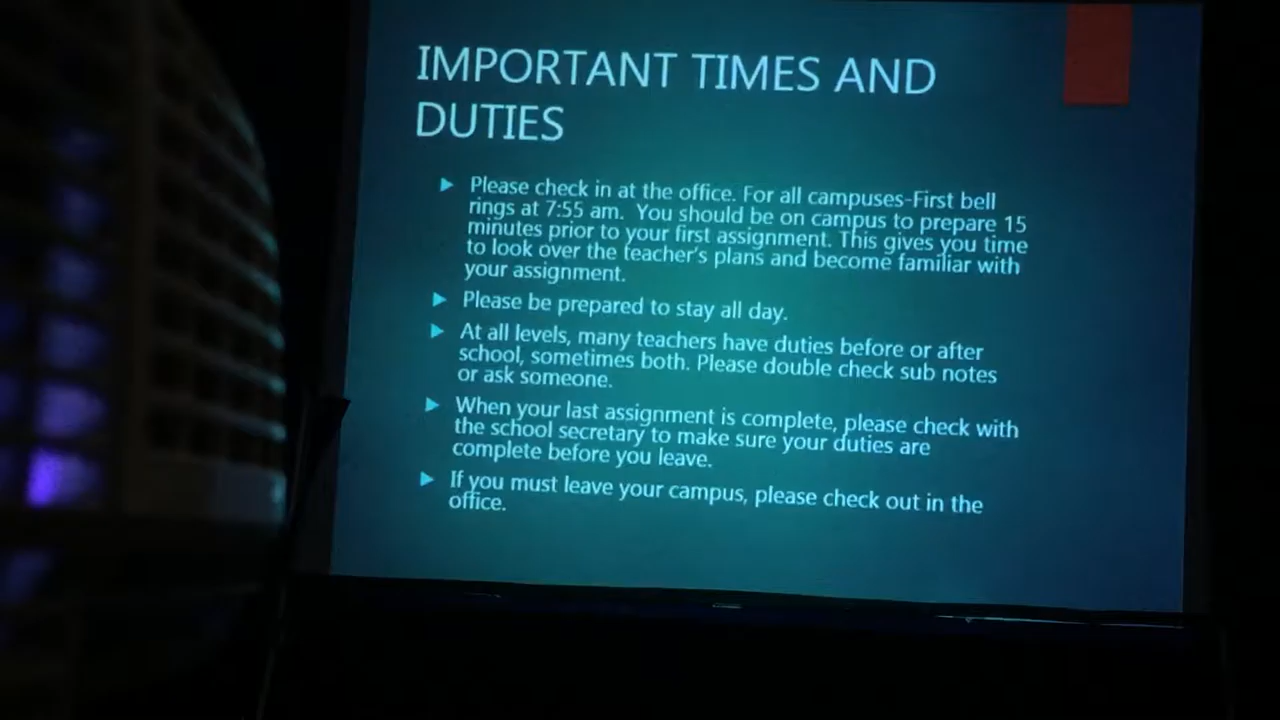 IMPORTANT TIMES AND
DUTIES
Please check in at the office. For all campuses-First bell
rings at 7:55 am. You should be on campus to prepare 15
minutes prior to your first assignment. This gives you time
to look over the teacher's plans and become familiar with
your assignment.
Please be prepared to stay all day.
At all levels, many teachers have duties before or after
school, sometimes both. Please double check sub notes
or ask someone.
When your last assignment is complete, please check with
the school secretary to make sure your duties are
complete before you leave.
If you must leave your campus, please check out in the
office.